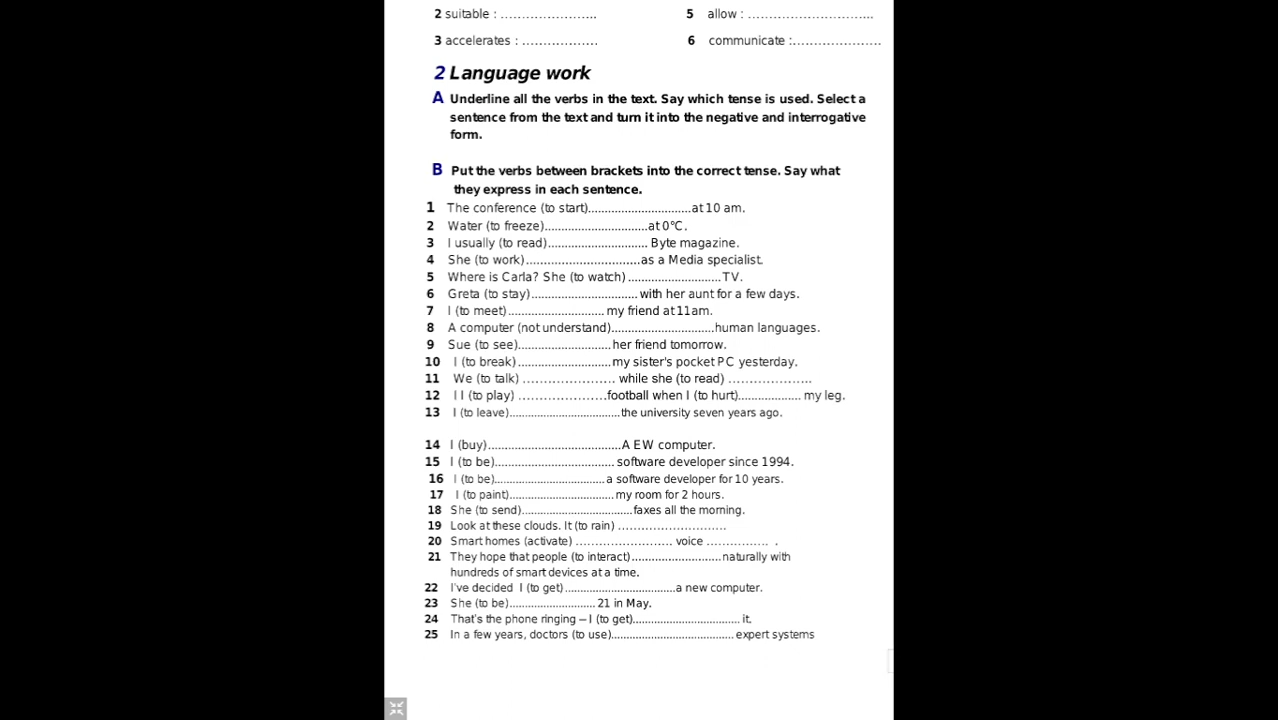 2 suitable : ......................
5 allow : ..............................
3 accelerates : ..................
6 communicate :.....................
2 Language work
A Underline all the verbs in the text. Say which tense is used. Select a
sentence from the text and turn it into the negative and interrogative
form.
B Put the verbs between brackets into the correct tense. Say what
they express in each sentence.
1 The conference (to start)...............................at 10 am.
2 Water (to freeze)...............................at 0°C.
3 I usually (to read).............................. Byte magazine.
4 She (to work)................................as a Media specialist.
5 Where is Carla? She (to watch) ............................TV.
6 Greta (to stay)................................ with her aunt for a few days.
7 I (to meet)............................. my friend at 11am.
8 A computer (not understand)...............................human languages.
9 Sue (to see)............................her friend tomorrow.
10 I (to break)............................my sister's pocket PC yesterday.
11 We (to talk) ...................... while she (to read) ....................
12 I I (to play) .....................football when I (to hurt)................... my leg.
13 I (to leave)....................................the university seven years ago.
14 I (buy)........................................A EW computer.
15 I (to be).................................... software developer since 1994.
16 I (to be)....................................a software developer for 10 years.
17 I (to paint)..................................my room for 2 hours.
18 She (to send)....................................faxes all the morning.
19 Look at these clouds. It (to rain) ..........................
20 Smart homes (activate) ....................... voice ............... .
21 They hope that people (to interact)...........................naturally with
hundreds of smart devices at a time.
22 I've decided I (to get)....................................a new computer.
23 She (to be)............................ 21 in May.
24 That's the phone ringing – I (to get)................................... it.
25 In a few years, doctors (to use)........................................ expert systems